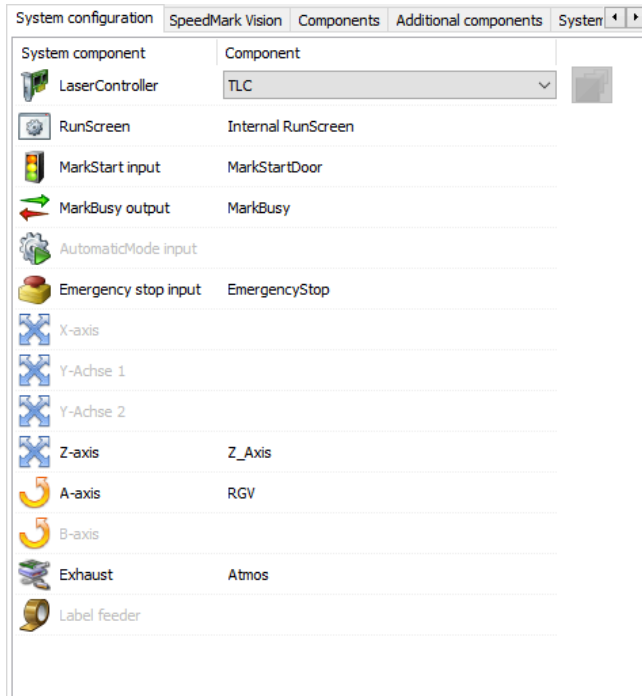 System configuration SpeedMark Vision Components Additional components System
System component Component
LaserController TLC
RunScreen Internal RunScreen
MarkStart input MarkStartDoor
MarkBusy output MarkBusy
AutomaticMode input
Emergency stop input EmergencyStop
X-axis
Y-Achse 1
Y-Achse 2
Z-axis Z_Axis
A-axis RGV
B-axis
Exhaust Atmos
Label feeder